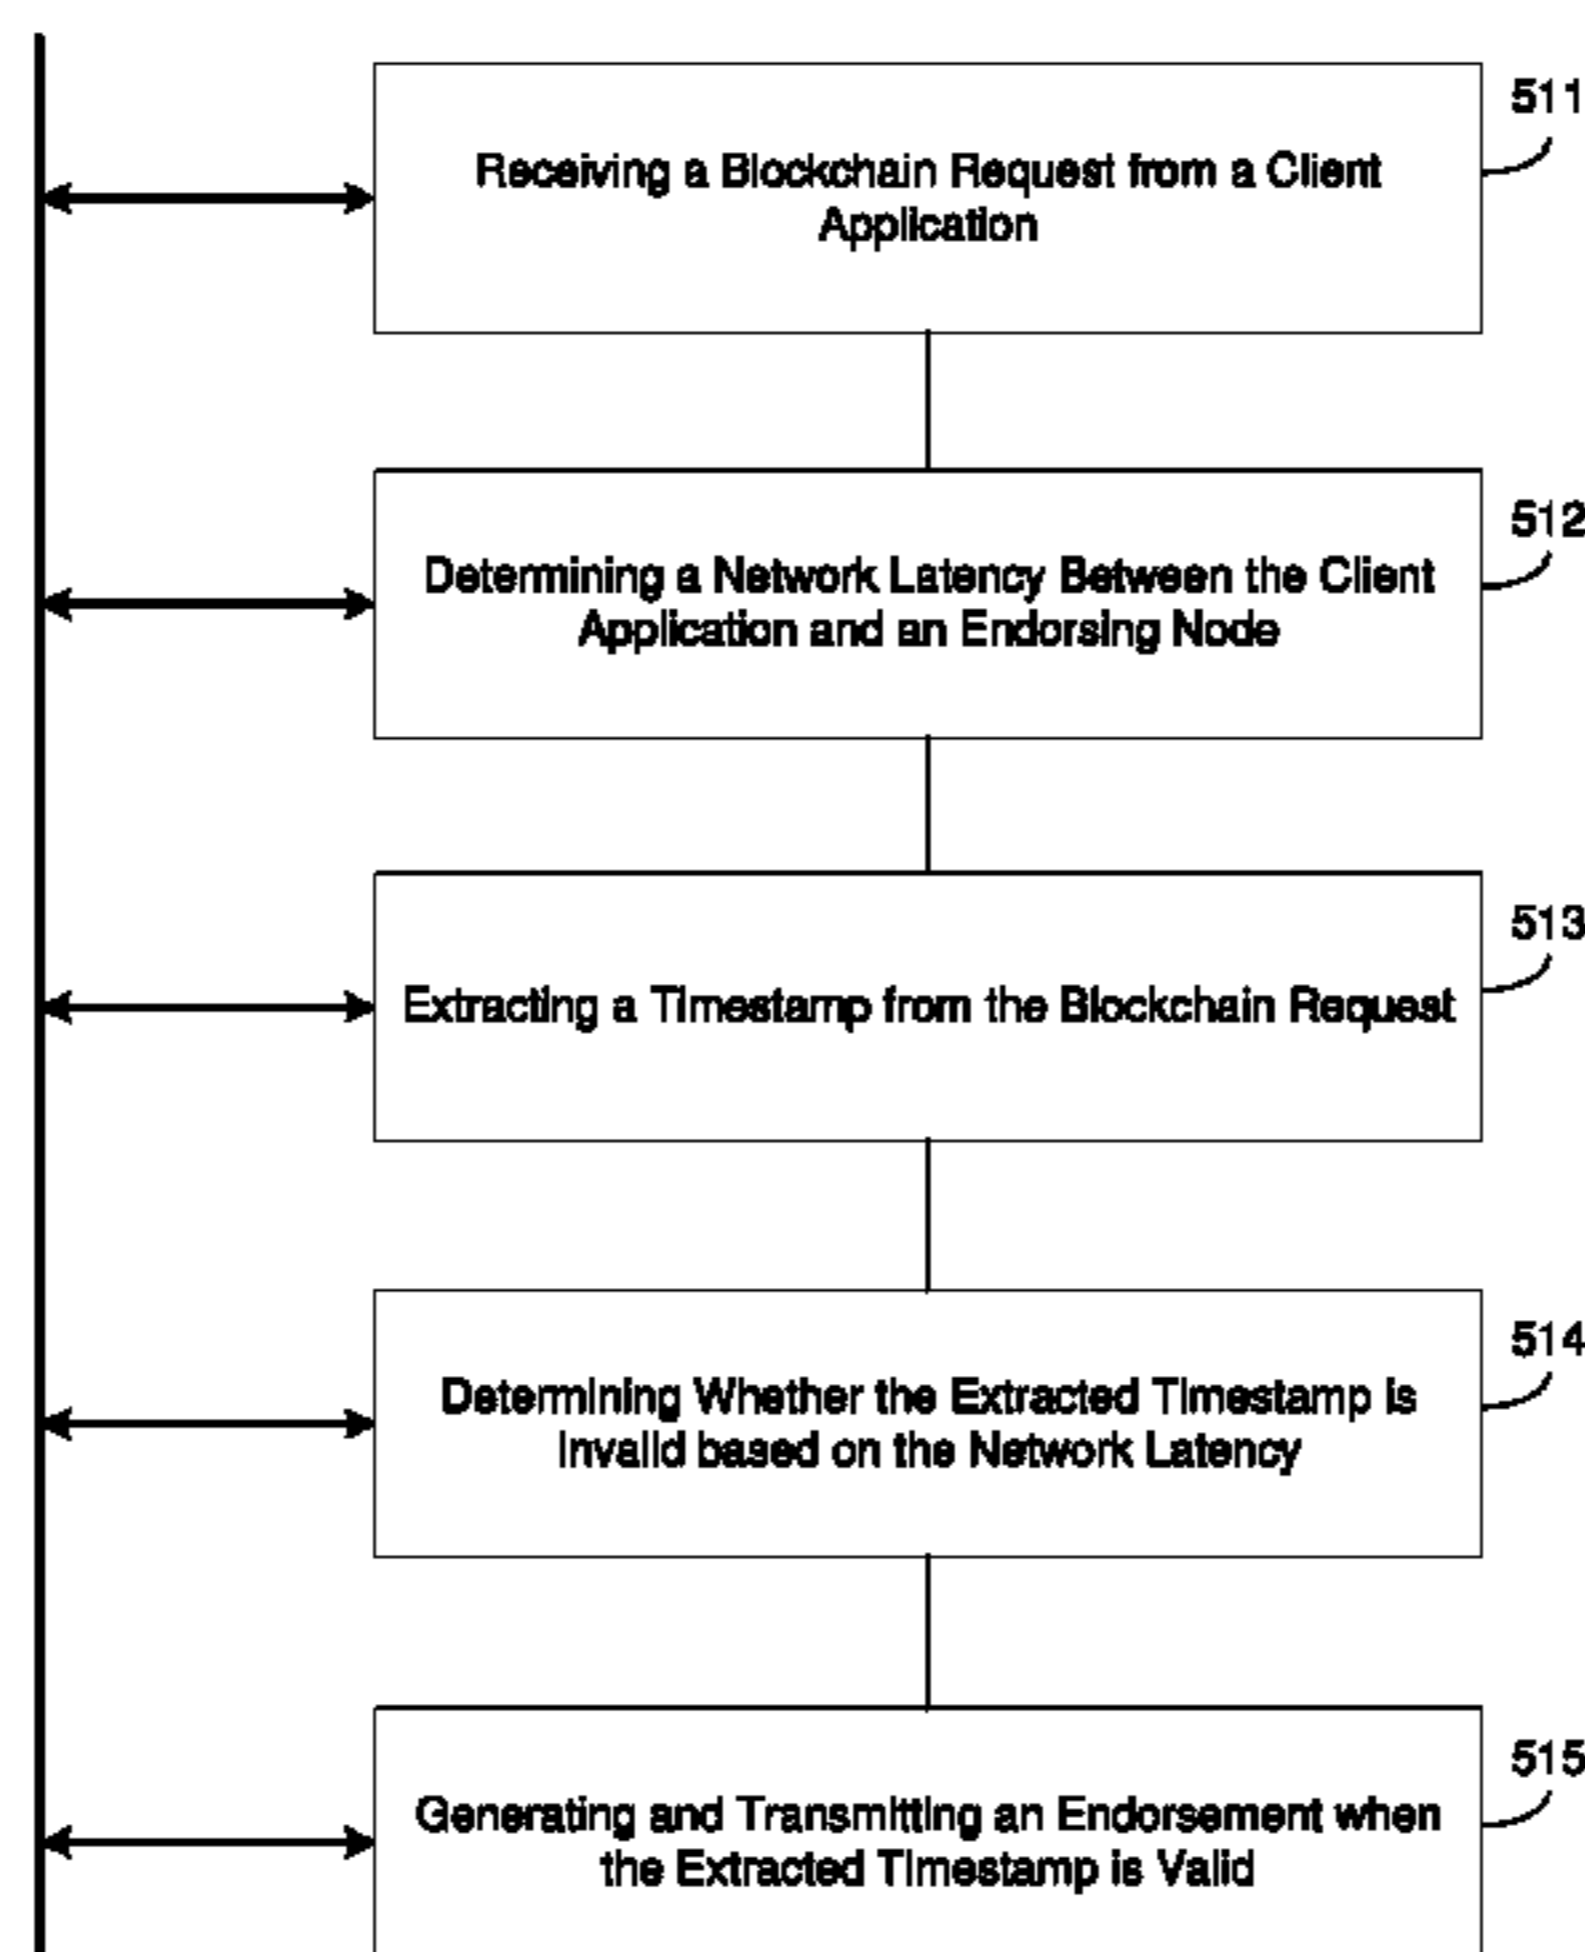 511
Receiving a Blockchain Request from a Client
Application
512
Determining a Network Latency Between the Client
Application and an Endorsing Node
513
Extracting a Timestamp from the Blockchain Request
514
Determining Whether the Extracted Timestamp is
Invalid based on the Network Latency
515
Generating and Transmitting an Endorsement when
the Extracted Timestamp is Valid